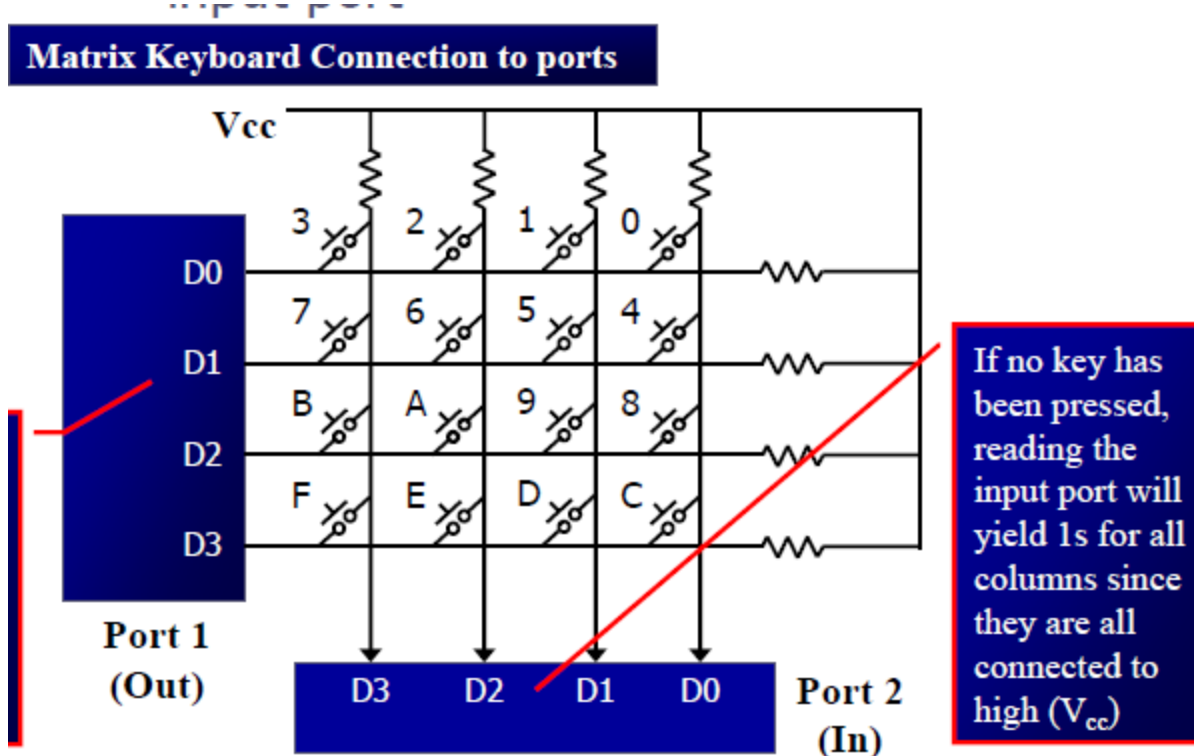 input port
Matrix Keyboard Connection to ports
Vcc
3 2 1 0
D0
7 6 5 4
D1
B A 9 8
D2
F E D C
D3
Port 1
(Out)
D3 D2 D1 D0
Port 2
(In)
If no key has
been pressed,
reading the
input port will
yield 1s for all
columns since
they are all
connected to
high (Vcc)